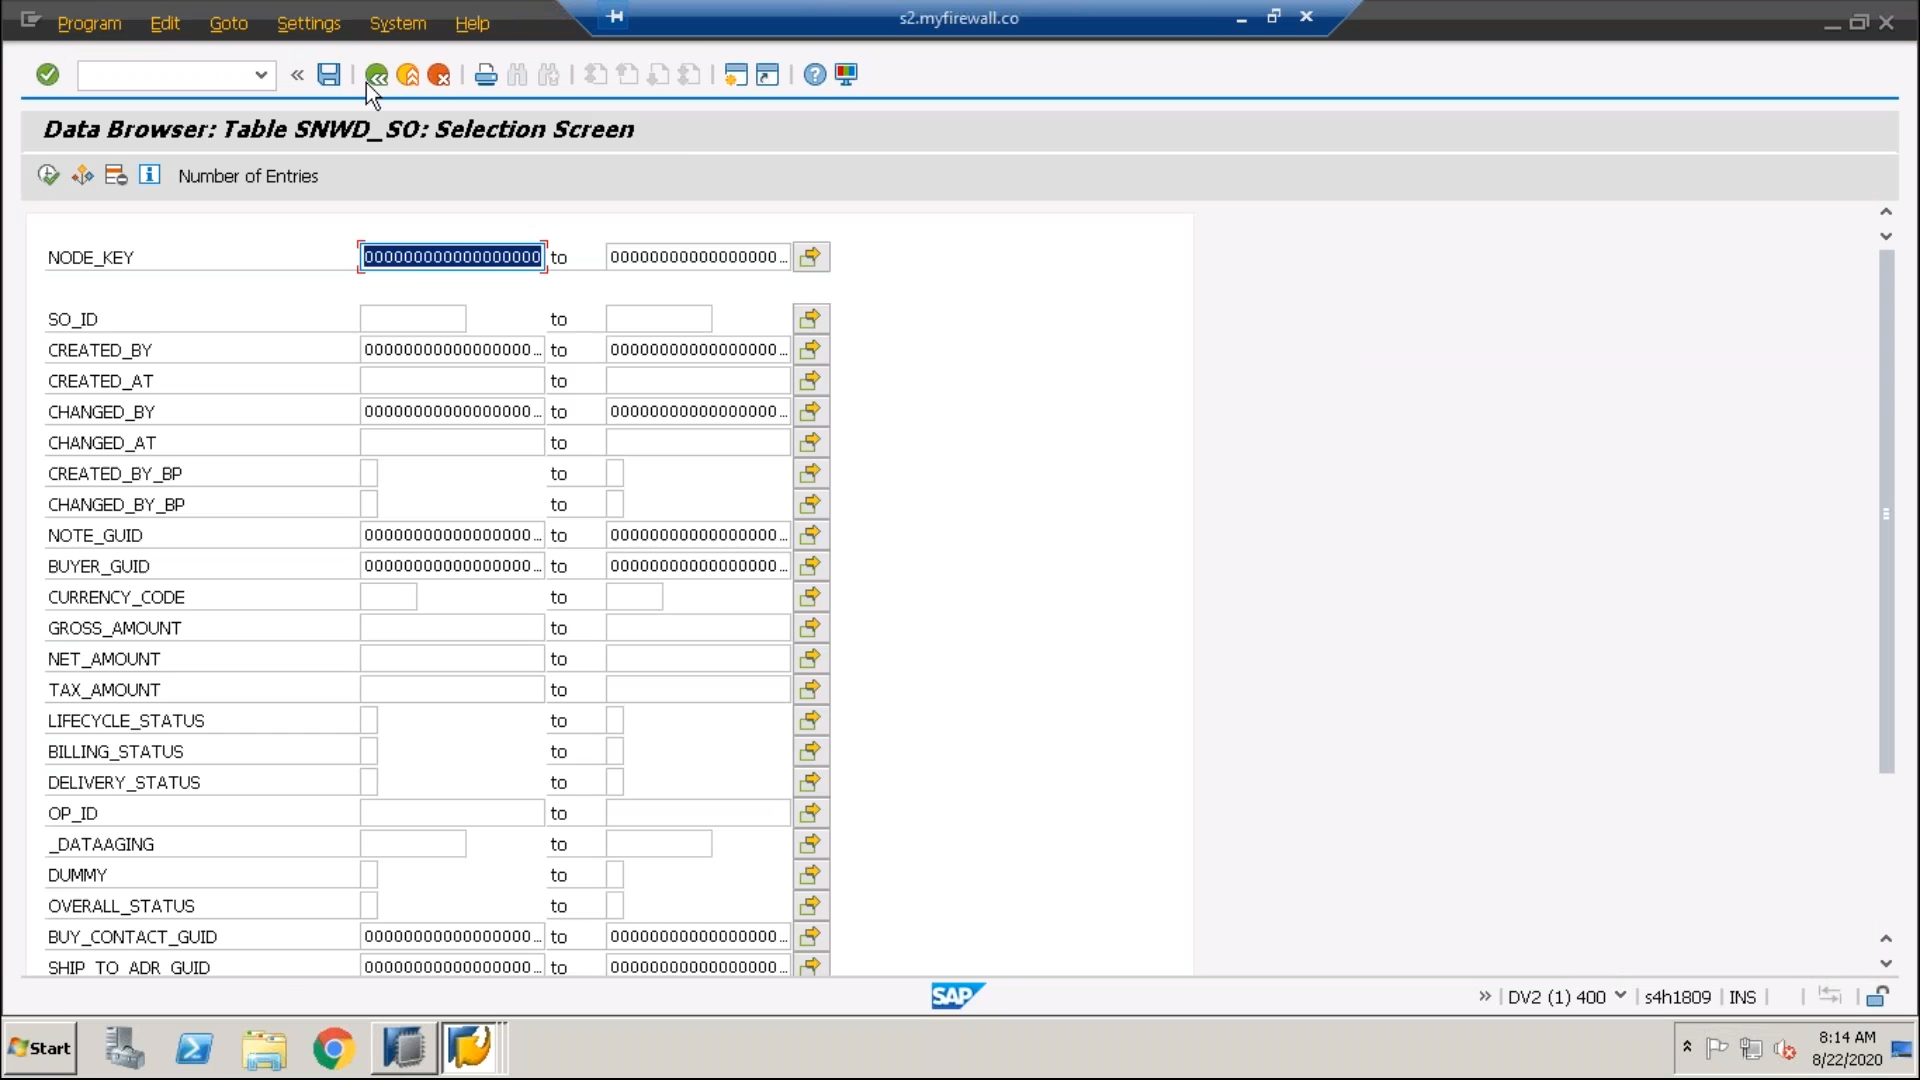 s2.myfirewall.co
Program Edit Goto Settings System Help
Data Browser: Table SNWD_SO: Selection Screen
Number of Entries
NODE_KEY 000000000000000000 to 00000000000000000...
SO_ID to
CREATED_BY 00000000000000000... to 00000000000000000...
CREATED_AT to
CHANGED_BY 00000000000000000... to 00000000000000000...
CHANGED_AT to
CREATED_BY_BP to
CHANGED_BY_BP to
NOTE_GUID 00000000000000000... to 00000000000000000...
BUYER_GUID 00000000000000000... to 00000000000000000...
CURRENCY_CODE to
GROSS_AMOUNT to
NET_AMOUNT to
TAX_AMOUNT to
LIFECYCLE_STATUS to
BILLING_STATUS to
DELIVERY_STATUS to
OP_ID to
_DATAAGING to
DUMMY to
OVERALL_STATUS to
BUY_CONTACT_GUID 00000000000000000... to 00000000000000000...
SHIP_TO_ADR_GUID 00000000000000000... to 00000000000000000...
SAP
DV2 (1) 400 s4h1809 INS
Start
8:14 AM
8/22/2020